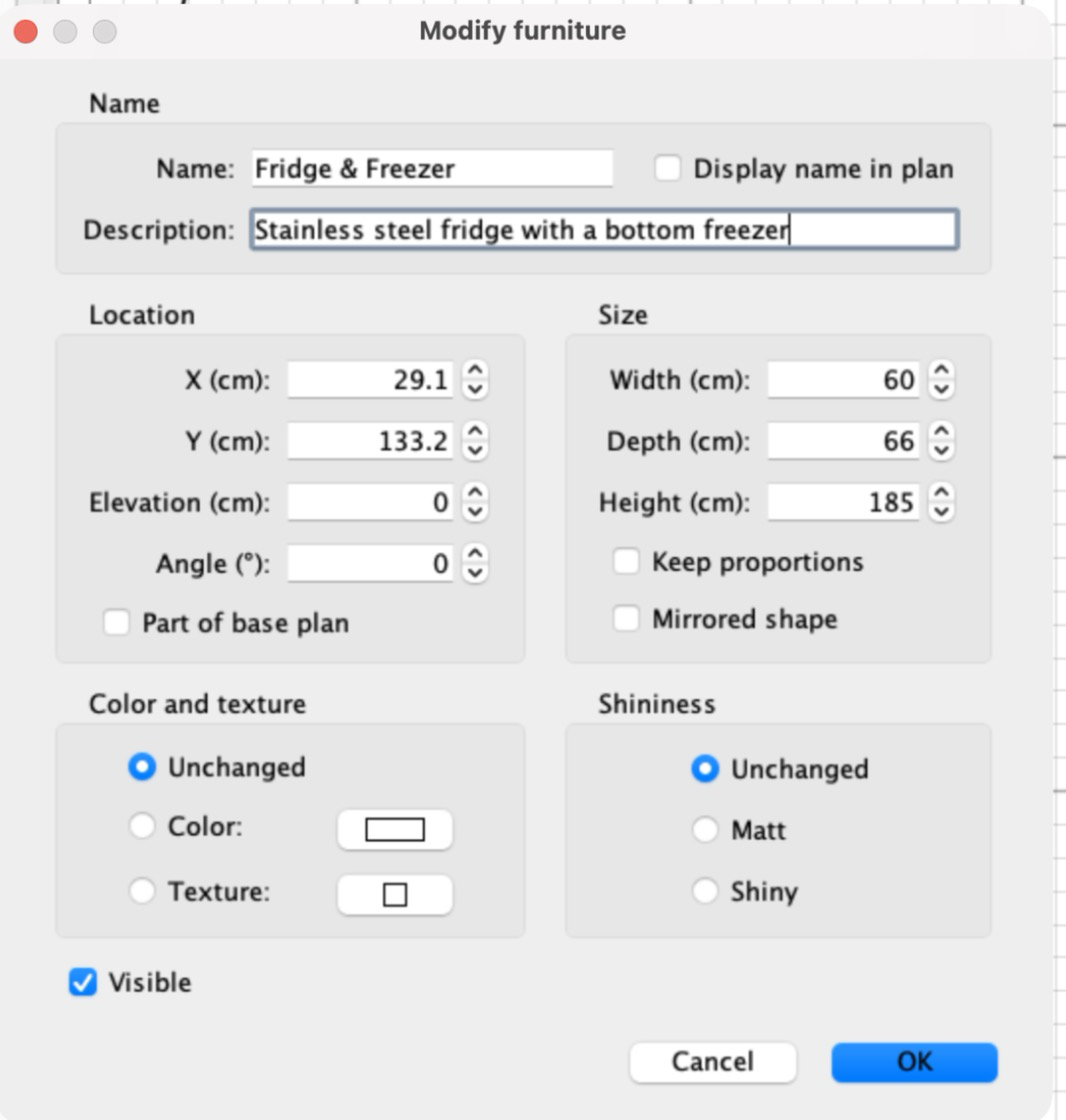 Modify furniture
Name
Name: Fridge & Freezer Display name in plan
Description: Stainless steel fridge with a bottom freezer
Location Size
X (cm): 29.1 Width (cm): 60
Y (cm): 133.2 Depth (cm): 66
Elevation (cm): 0 Height (cm): 185
Angle (°): 0 Keep proportions
Part of base plan Mirrored shape
Color and texture Shininess
Unchanged Unchanged
Color: Matt
Texture: Shiny
Visible
Cancel OK